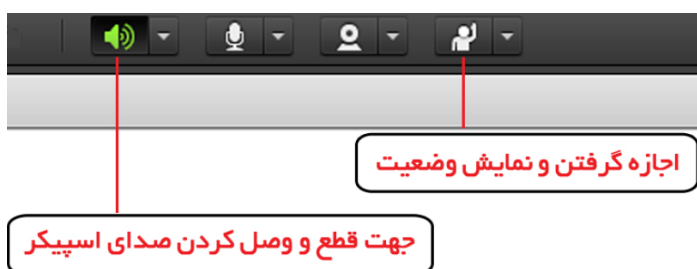 اجازه گرفتن و نمایش وضعیت
جهت قطع و وصل کردن صدای اسپیکر